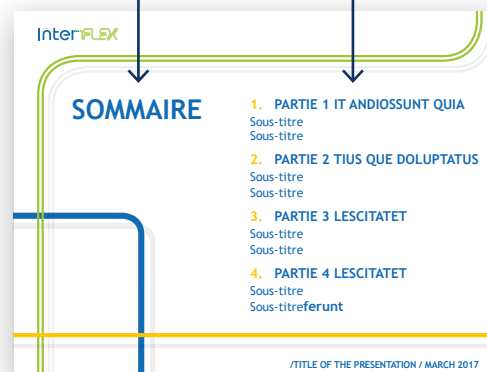 InterFLEX
SOMMAIRE
1. PARTIE 1 IT ANDIOSSUNT QUIA
Sous-titre
Sous-titre
2. PARTIE 2 TIUS QUE DOLUPTATUS
Sous-titre
Sous-titre
3. PARTIE 3 LESCITATET
Sous-titre
Sous-titre
4. PARTIE 4 LESCITATET
Sous-titre
Sous-titreferunt
/TITLE OF THE PRESENTATION / MARCH 2017